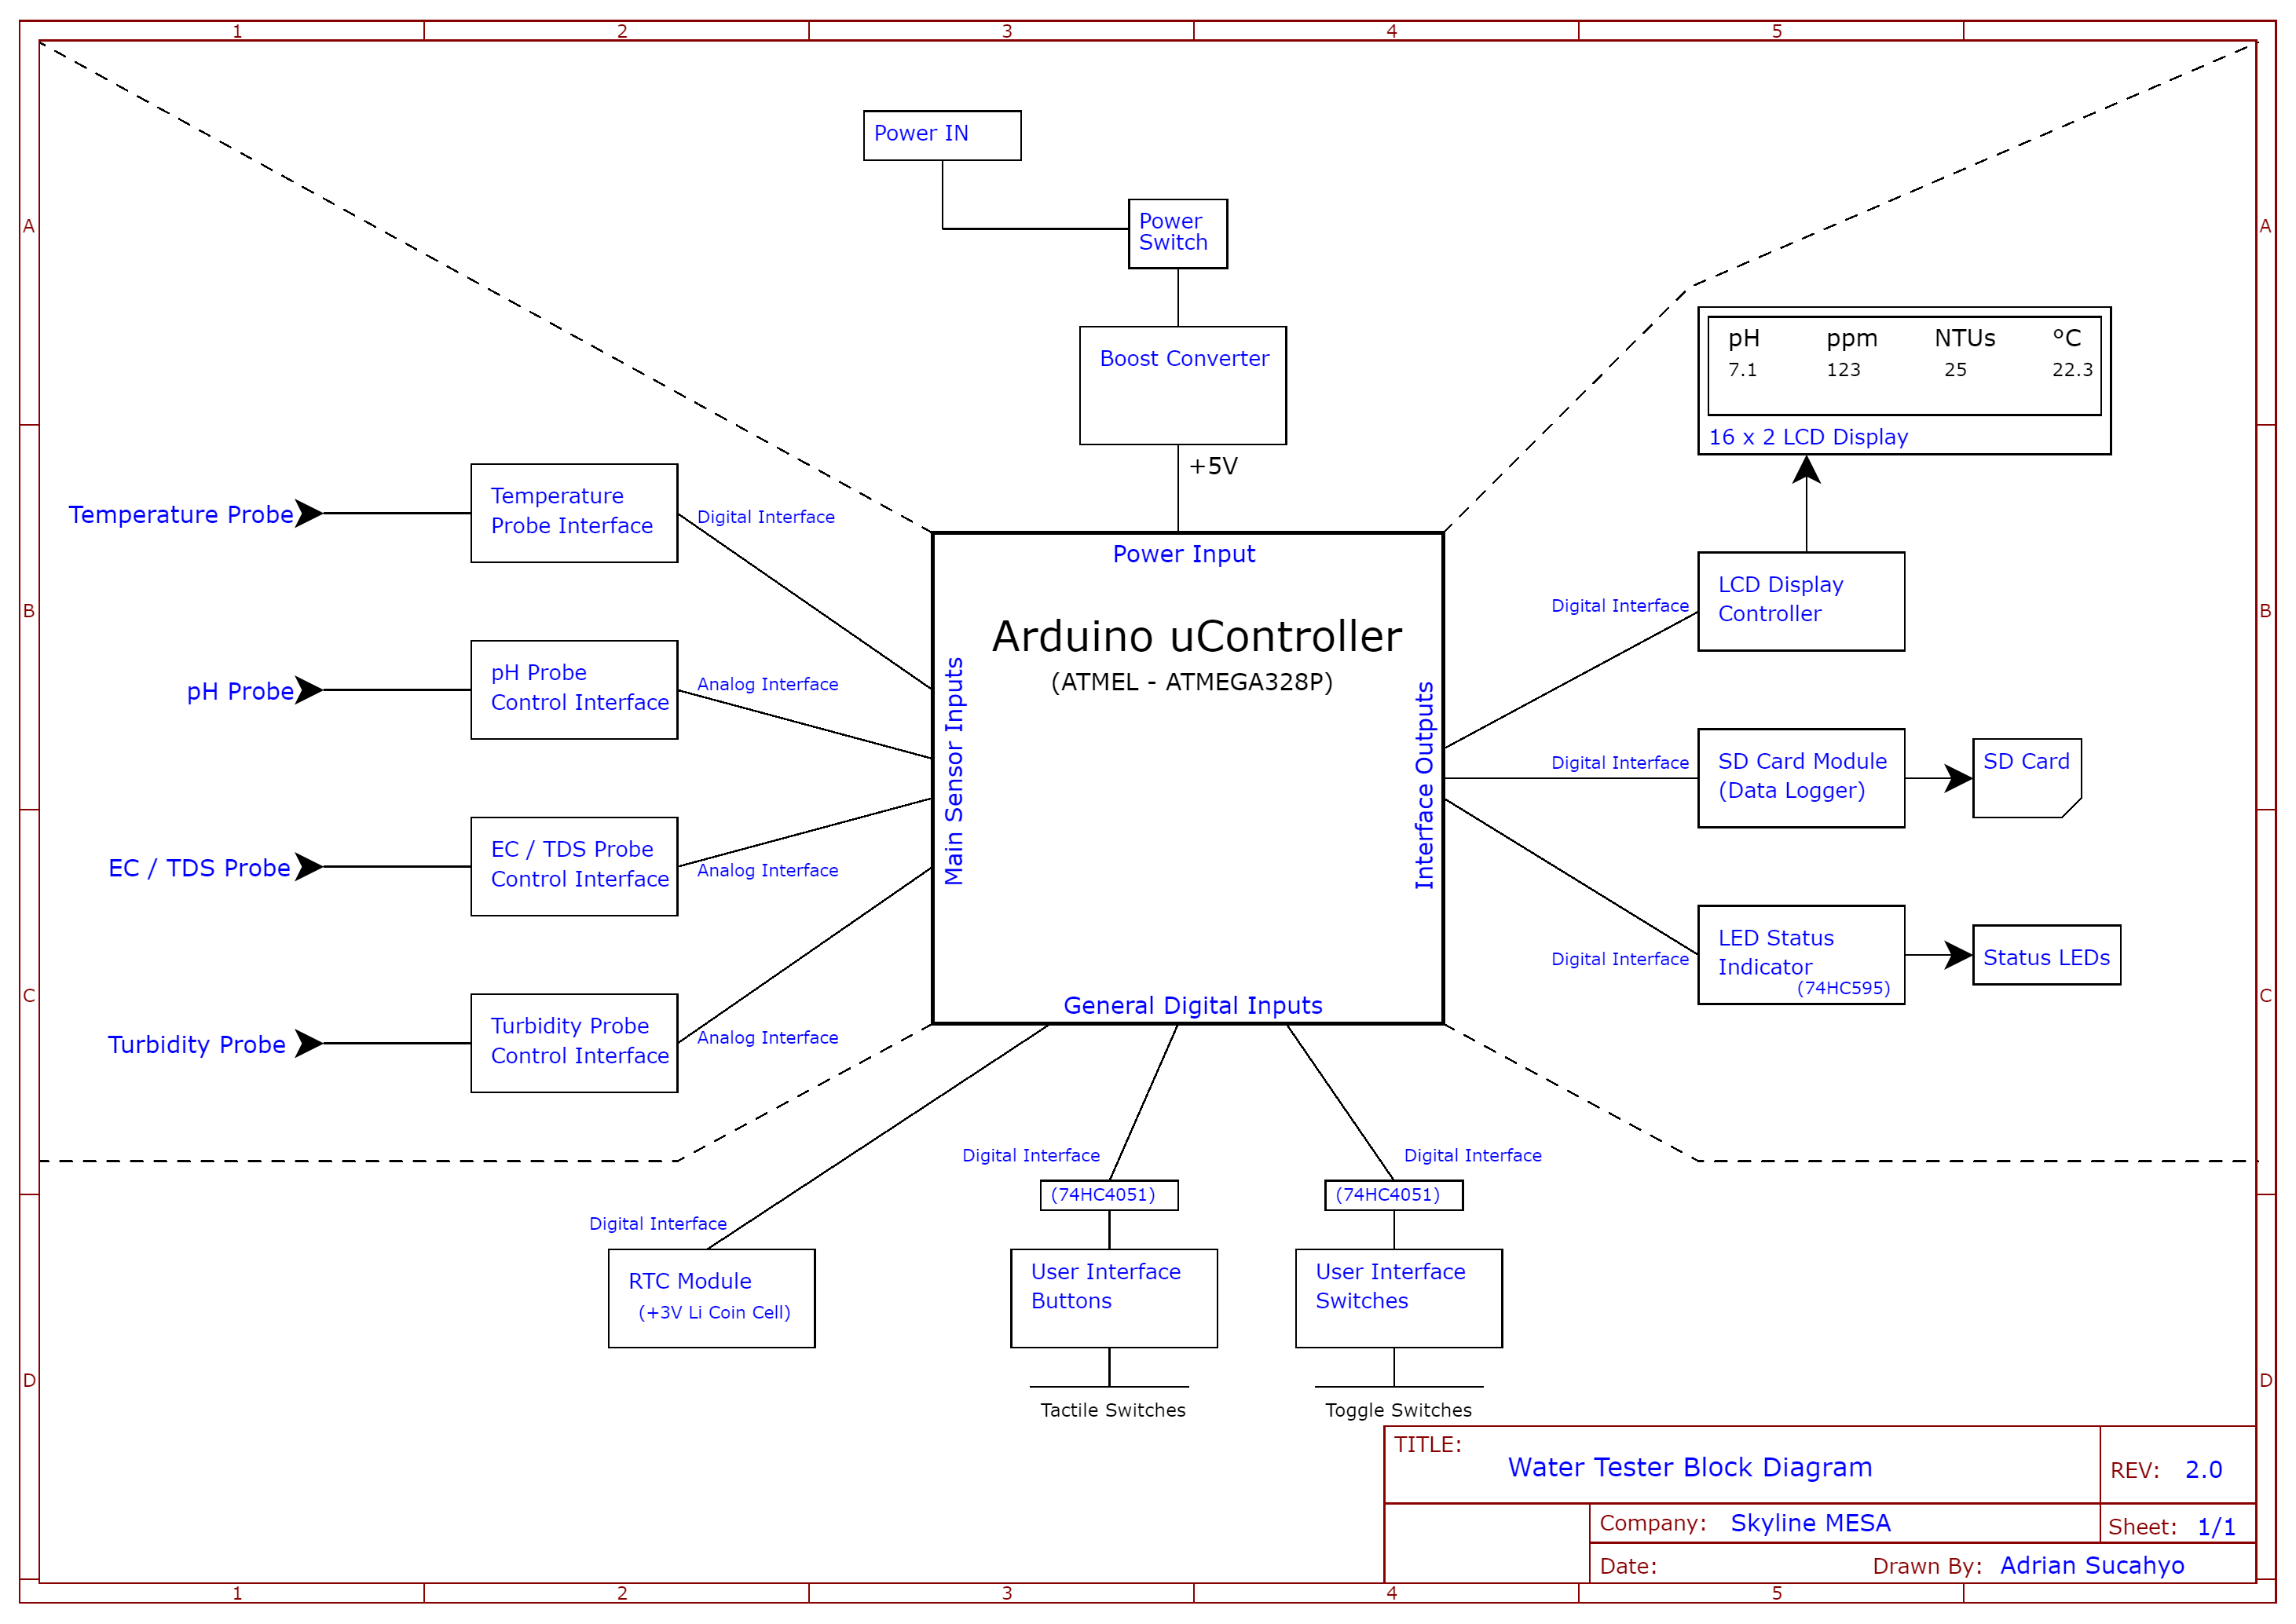 1
2
3
4
5
A
A
Power IN
Power
Switch
Boost Converter
+5V
pH ppm NTUs °C
7.1 123 25 22.3
16 x 2 LCD Display
Temperature Probe
Temperature
Probe Interface
Digital Interface
pH Probe
pH Probe
Control Interface
Analog Interface
EC / TDS Probe
EC / TDS Probe
Control Interface
Analog Interface
Turbidity Probe
Turbidity Probe
Control Interface
Analog Interface
B
B
Power Input
Arduino uController
(ATMEL - ATMEGA328P)
Main Sensor Inputs
Interface Outputs
General Digital Inputs
Digital Interface
LCD Display
Controller
Digital Interface
SD Card Module
(Data Logger)
SD Card
Digital Interface
LED Status
Indicator
(74HC595)
Status LEDs
C
C
Digital Interface
RTC Module
(+3V Li Coin Cell)
Digital Interface
(74HC4051)
User Interface
Buttons
Tactile Switches
Digital Interface
(74HC4051)
User Interface
Switches
Toggle Switches
D
D
TITLE:
Water Tester Block Diagram
REV: 2.0
Company: Skyline MESA
Sheet: 1/1
Date:
Drawn By: Adrian Sucahyo
1
2
3
4
5